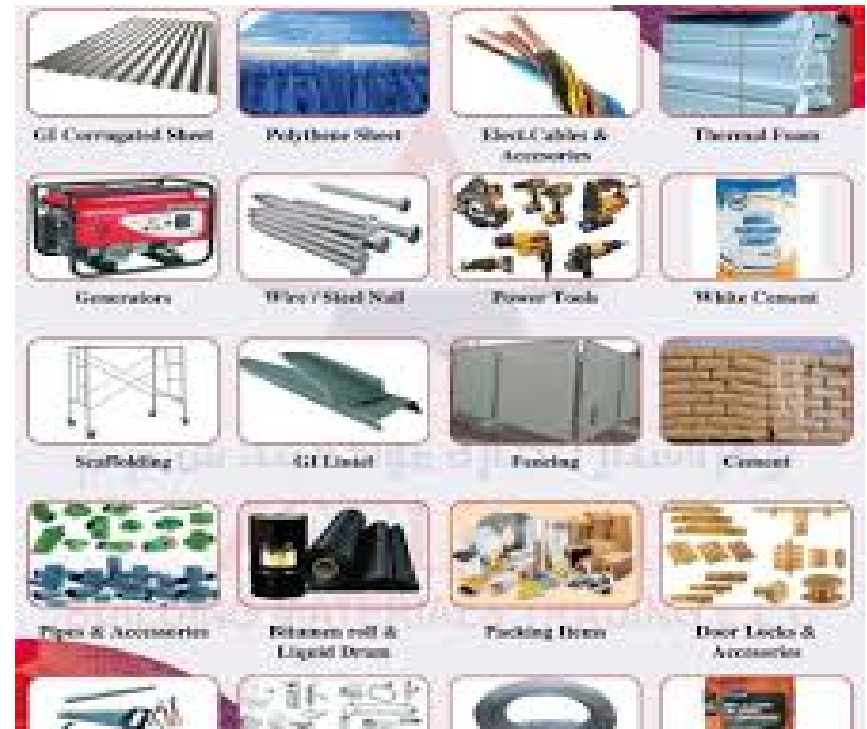 GI Corrugated Sheet
Polythene Sheet
Elect.Cables &
Accesories
Thermal Foam
Generators
Wire / Steel Nail
Power Tools
White Cement
Scaffolding
GI Lintel
Fencing
Cement
Pipes & Accessories
Bitumen roll &
Liquid Drum
Packing Items
Door Locks &
Accessories